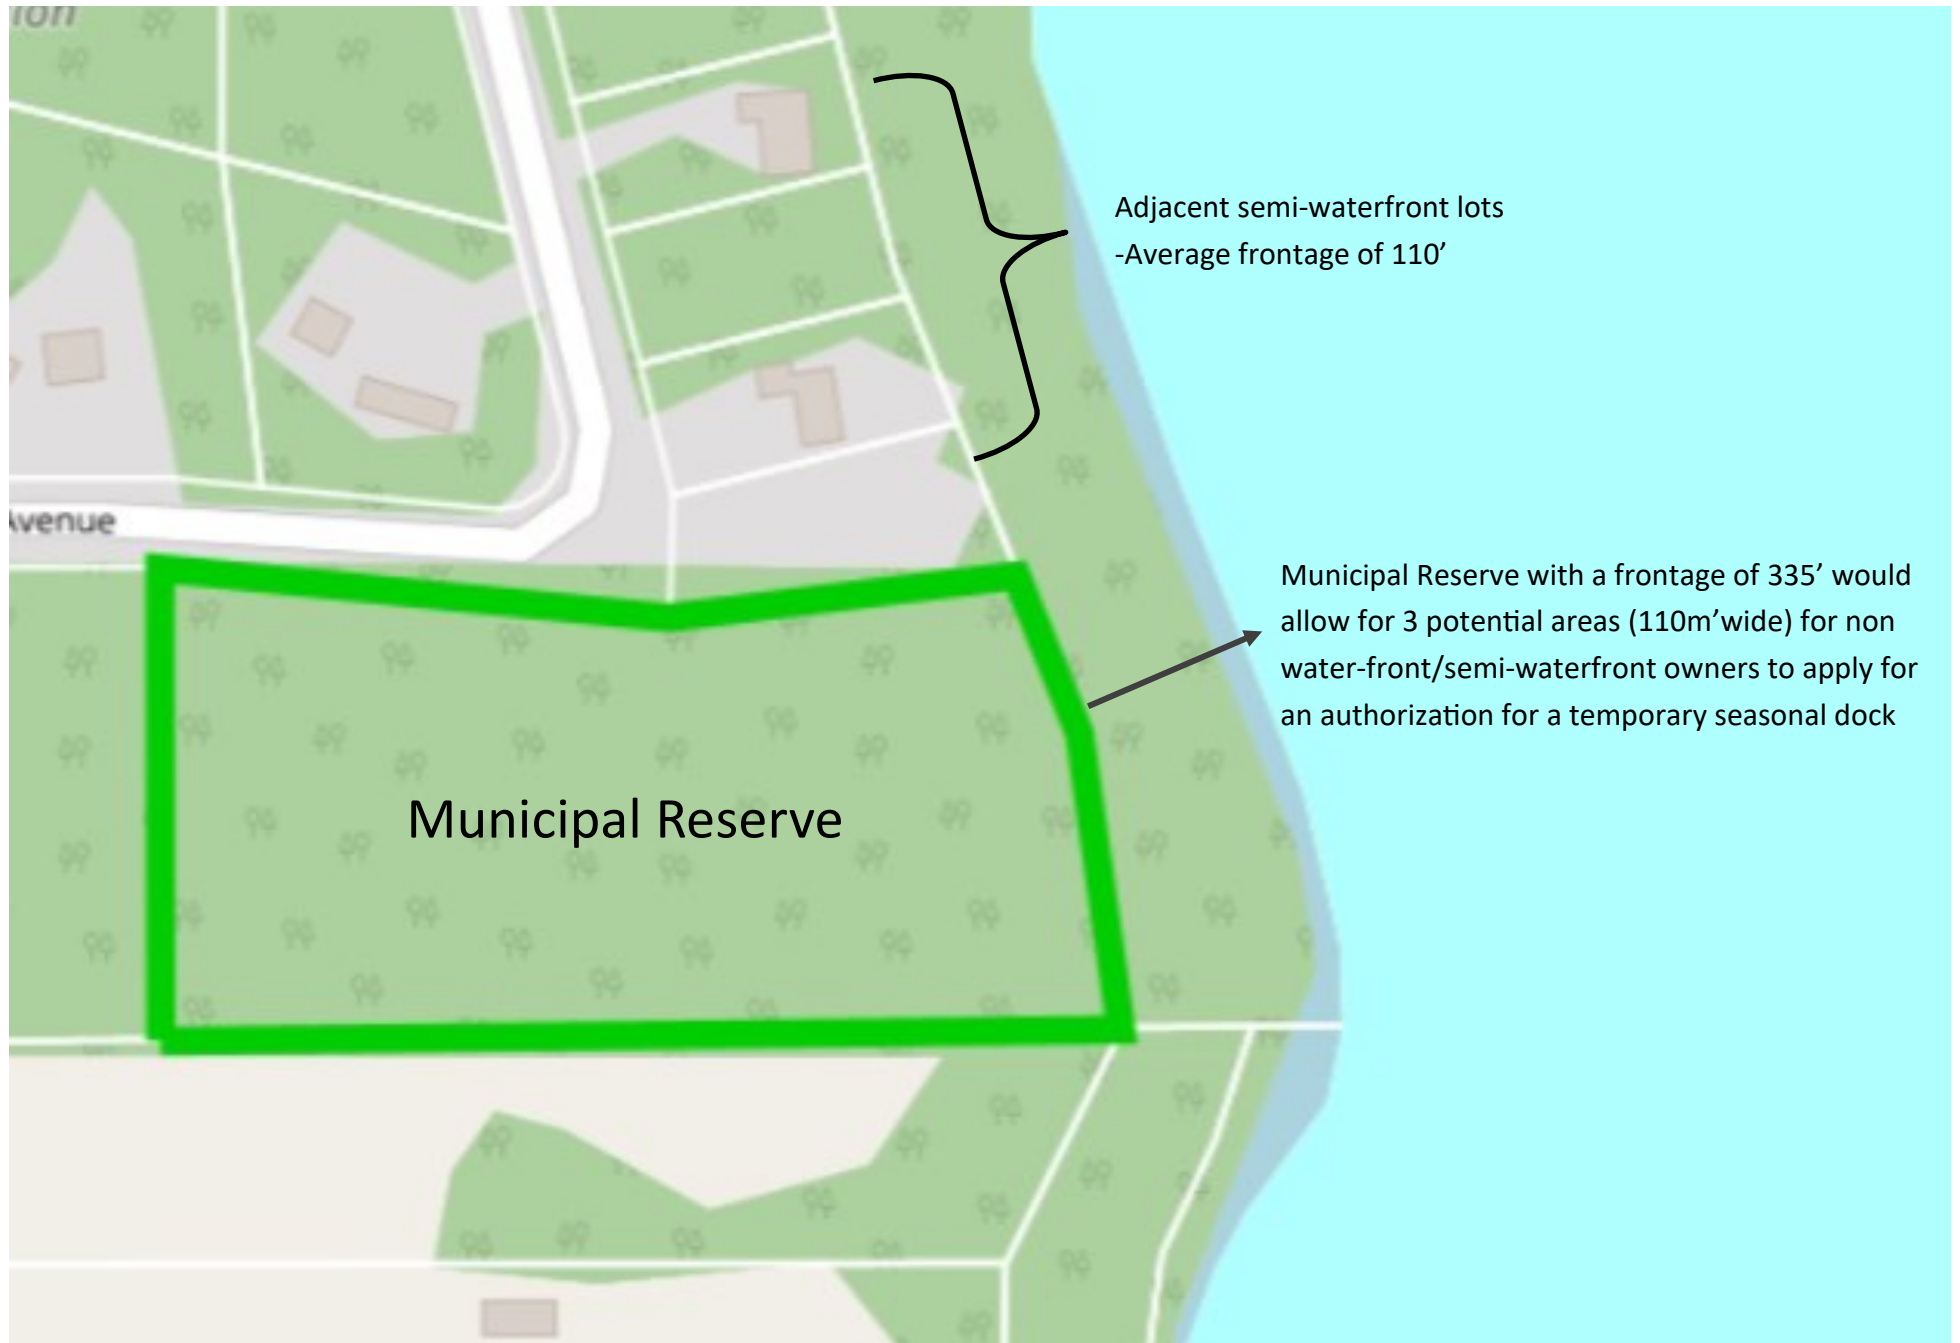 Adjacent semi-waterfront lots
-Average frontage of 110’
Avenue
Municipal Reserve with a frontage of 335’ would
allow for 3 potential areas (110m’wide) for non
water-front/semi-waterfront owners to apply for
an authorization for a temporary seasonal dock
Municipal Reserve